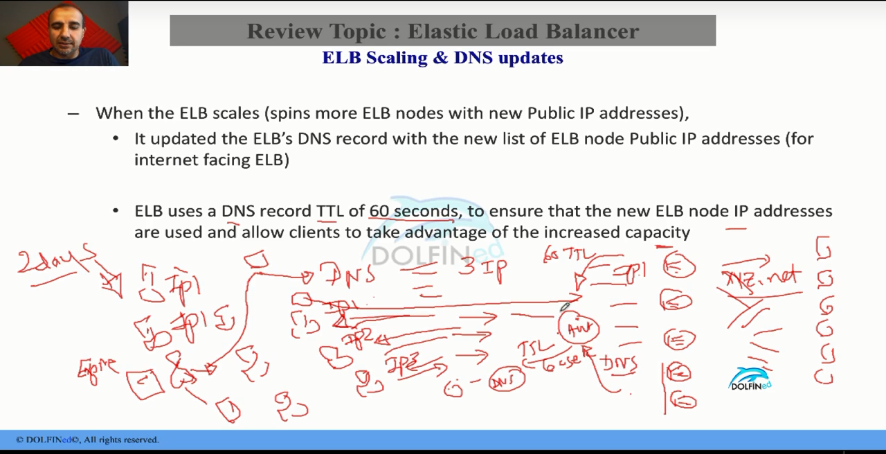 Review Topic : Elastic Load Balancer
ELB Scaling & DNS updates
– When the ELB scales (spins more ELB nodes with new Public IP addresses),
• It updated the ELB's DNS record with the new list of ELB node Public IP addresses (for
internet facing ELB)
• ELB uses a DNS record TTL of 60 seconds, to ensure that the new ELB node IP addresses
are used and allow clients to take advantage of the increased capacity
DOLFINed
2days
IP1
DNS
3 IP
60 TTL
IP1
xyz.net
IP1
IP1
IP2
IP3
Expire
DNS
DNS
DOLFINed
© DOLFINed©, All rights reserved.